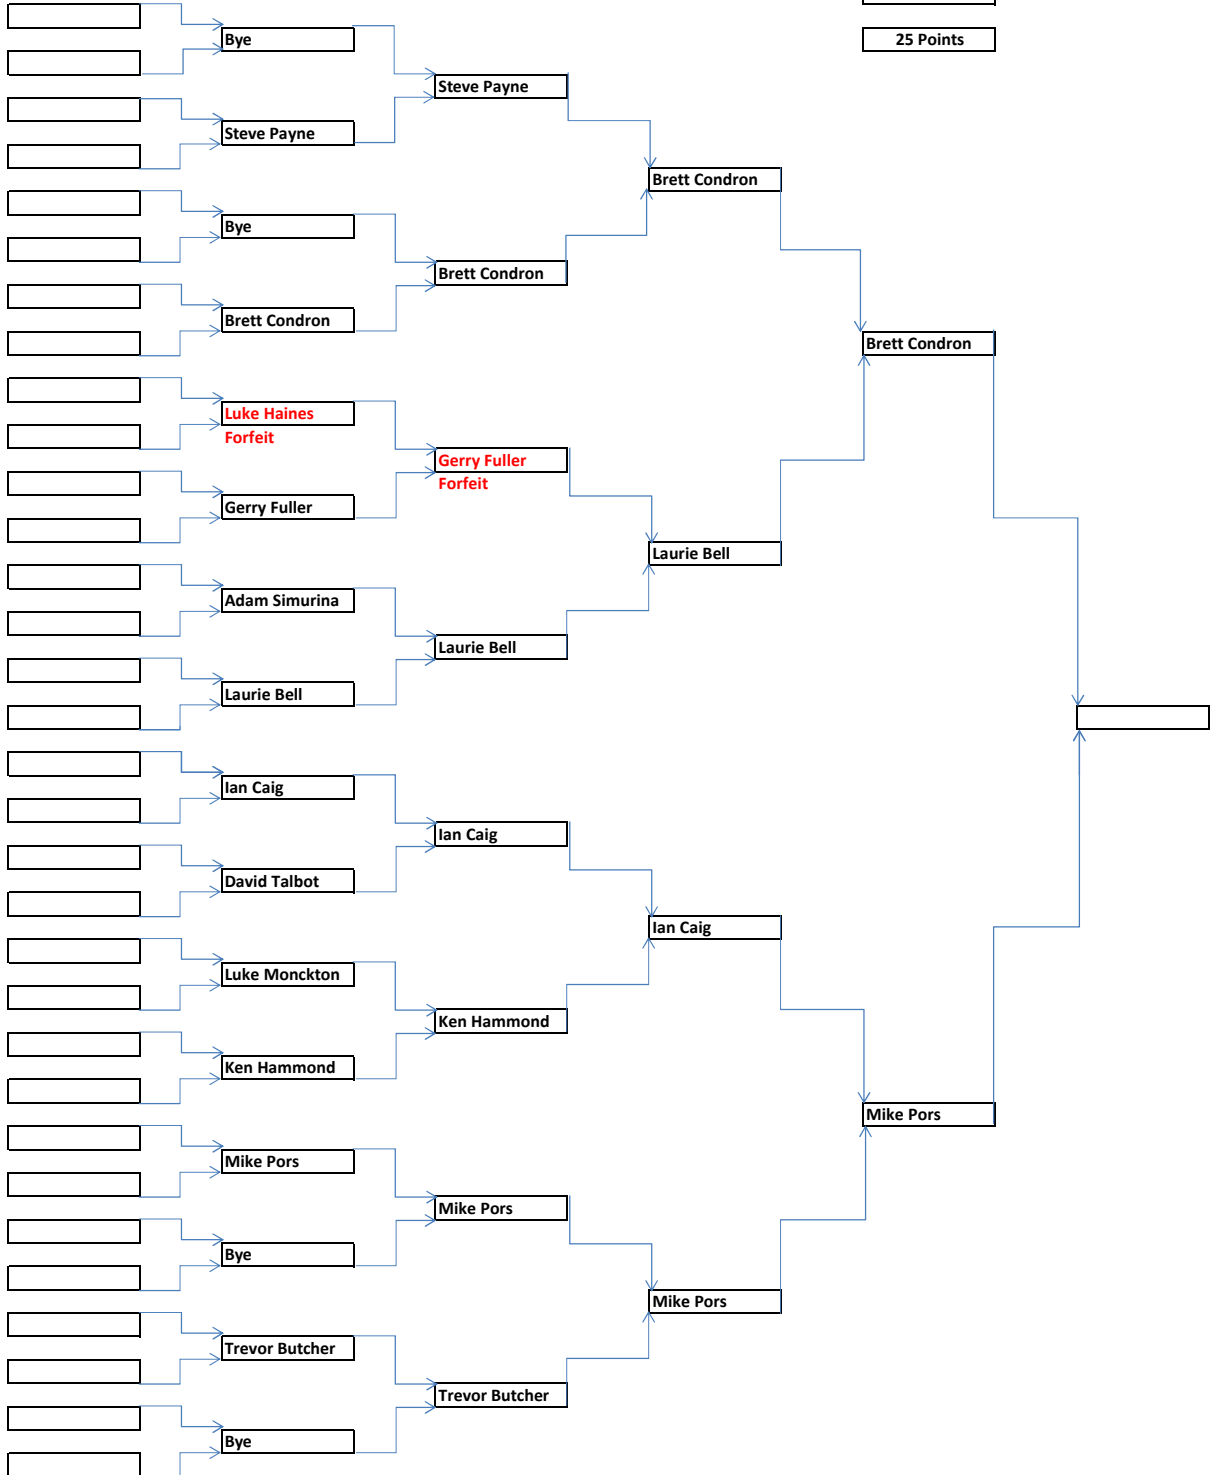 25 Points
Bye
Steve Payne
Steve Payne
Brett Condron
Bye
Brett Condron
Brett Condron
Brett Condron
Luke Haines
Forfeit
Gerry Fuller
Forfeit
Gerry Fuller
Laurie Bell
Adam Simurina
Laurie Bell
Laurie Bell
Ian Caig
Ian Caig
David Talbot
Ian Caig
Luke Monckton
Ken Hammond
Ken Hammond
Mike Pors
Mike Pors
Mike Pors
Bye
Mike Pors
Trevor Butcher
Trevor Butcher
Bye